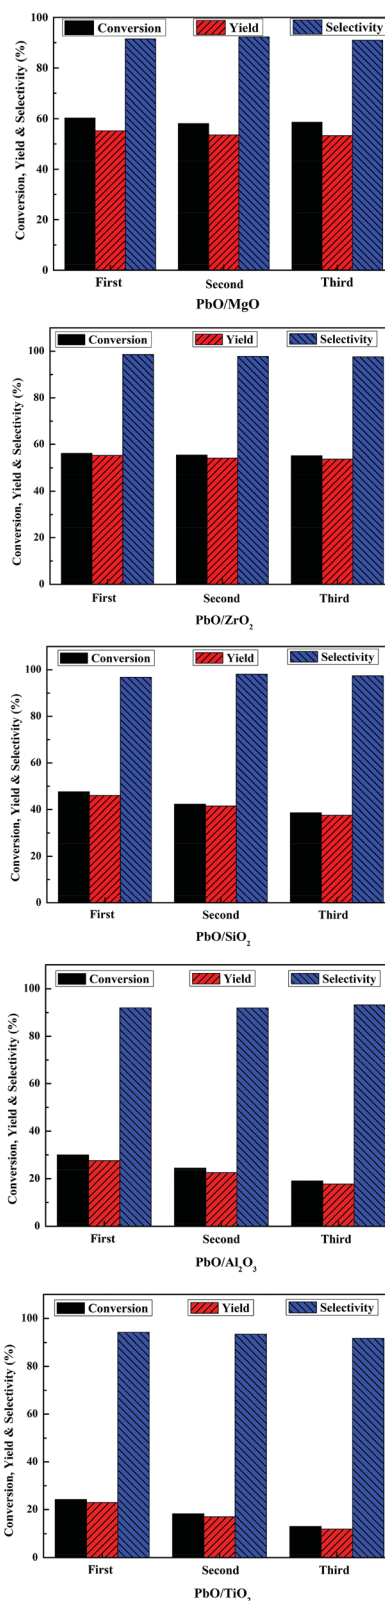 Conversion Yield Selectivity
Conversion, Yield & Selectivity (%)
100
80
60
40
20
0
First Second Third
PbO/MgO
Conversion Yield Selectivity
Conversion, Yield & Selectivity (%)
100
80
60
40
20
0
First Second Third
PbO/ZrO₂
Conversion Yield Selectivity
Conversion, Yield & Selectivity (%)
100
80
60
40
20
0
First Second Third
PbO/SiO₂
Conversion Yield Selectivity
Conversion, Yield & Selectivity (%)
100
80
60
40
20
0
First Second Third
PbO/Al₂O₃
Conversion Yield Selectivity
Conversion, Yield & Selectivity (%)
100
80
60
40
20
0
First Second Third
PbO/TiO₂